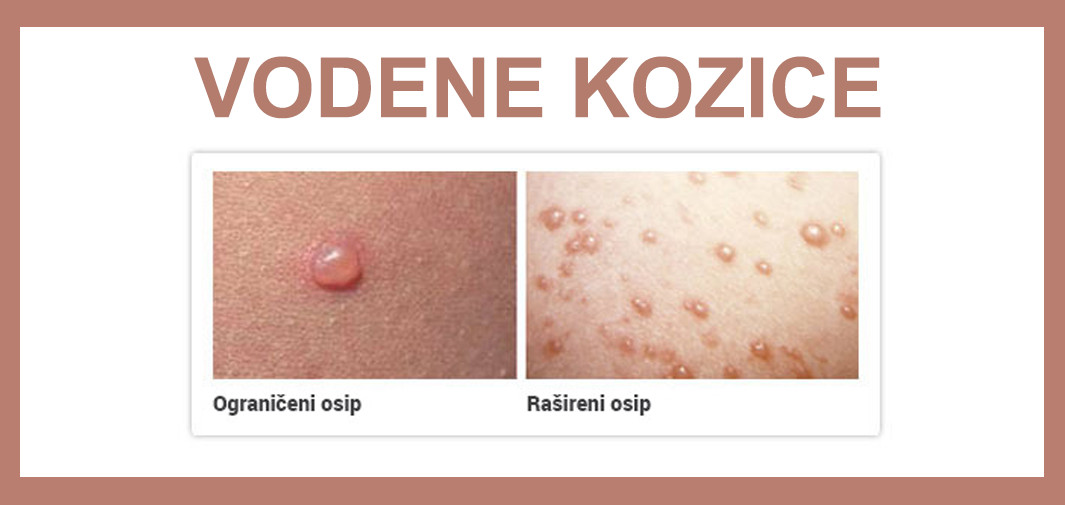 VODENE KOZICE
Ograničeni osip
Rašireni osip